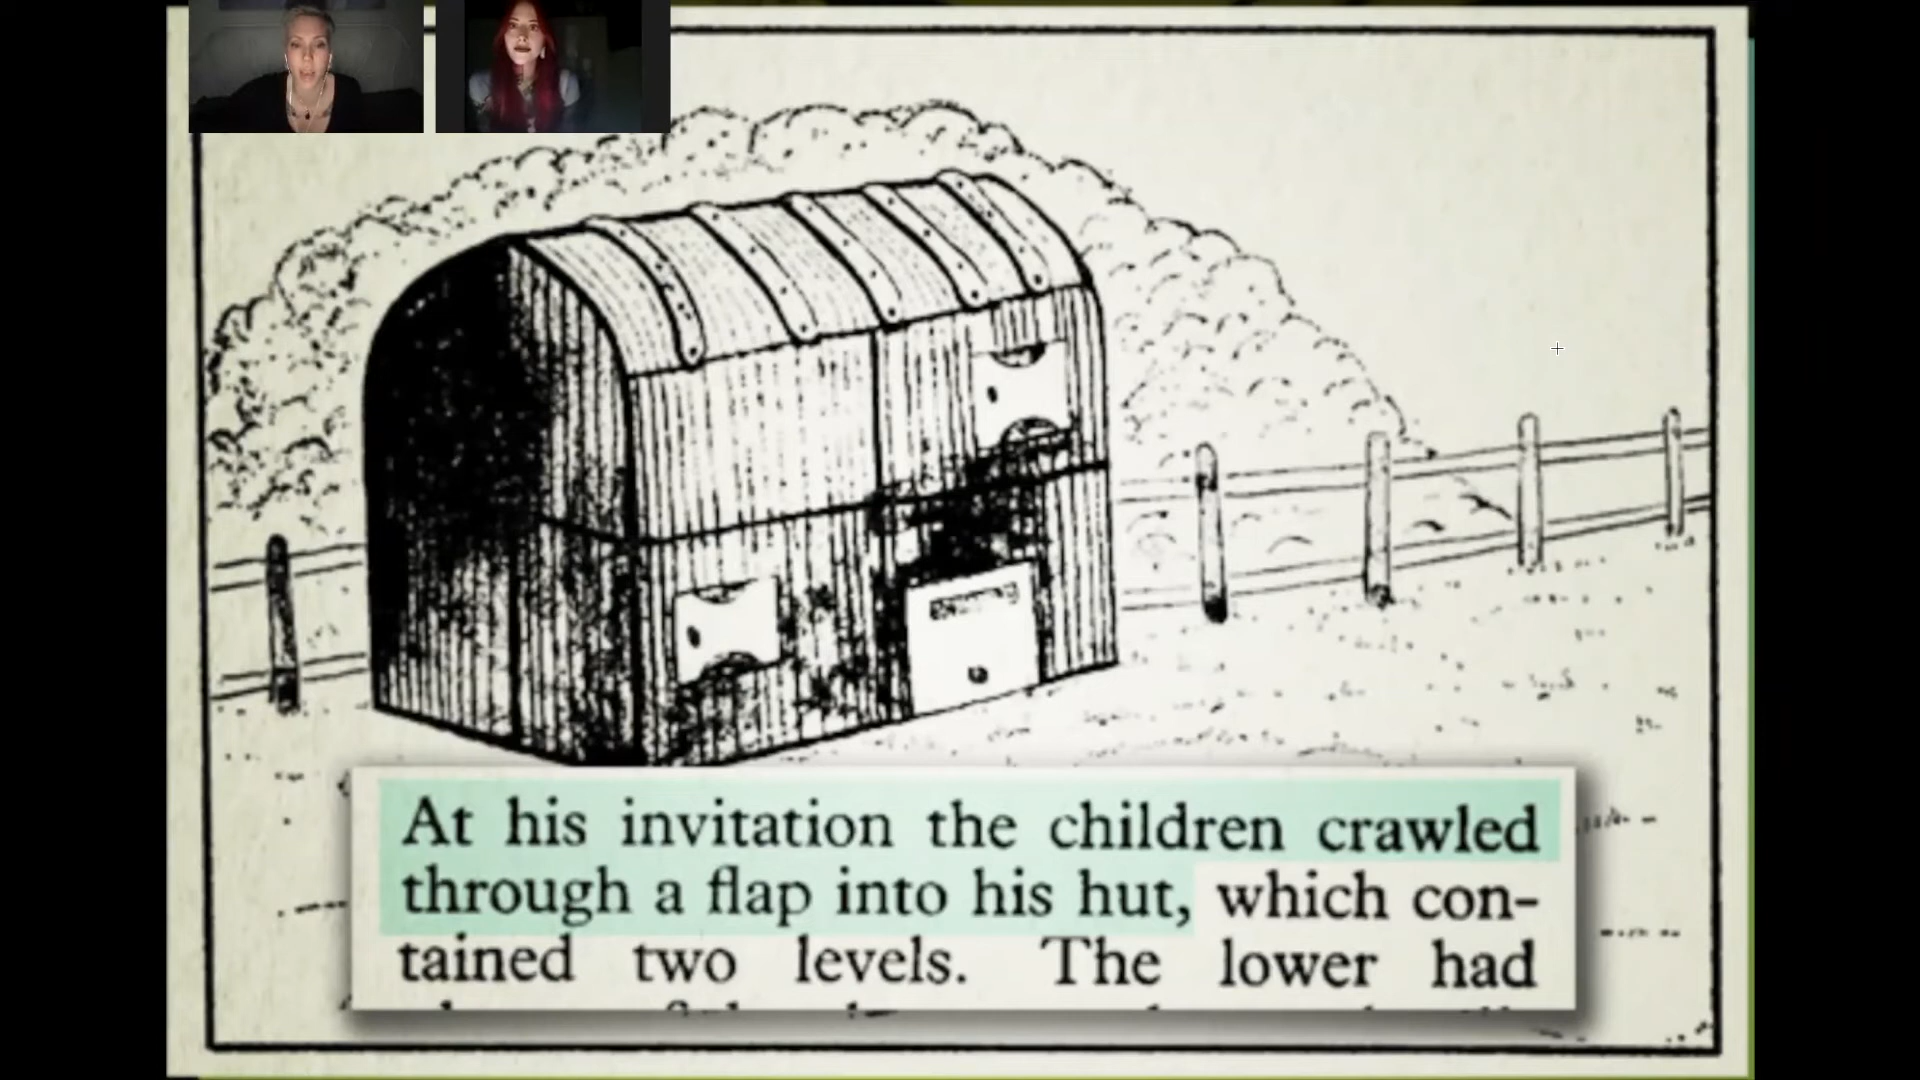 At his invitation the children crawled
through a flap into his hut, which con-
tained two levels. The lower had